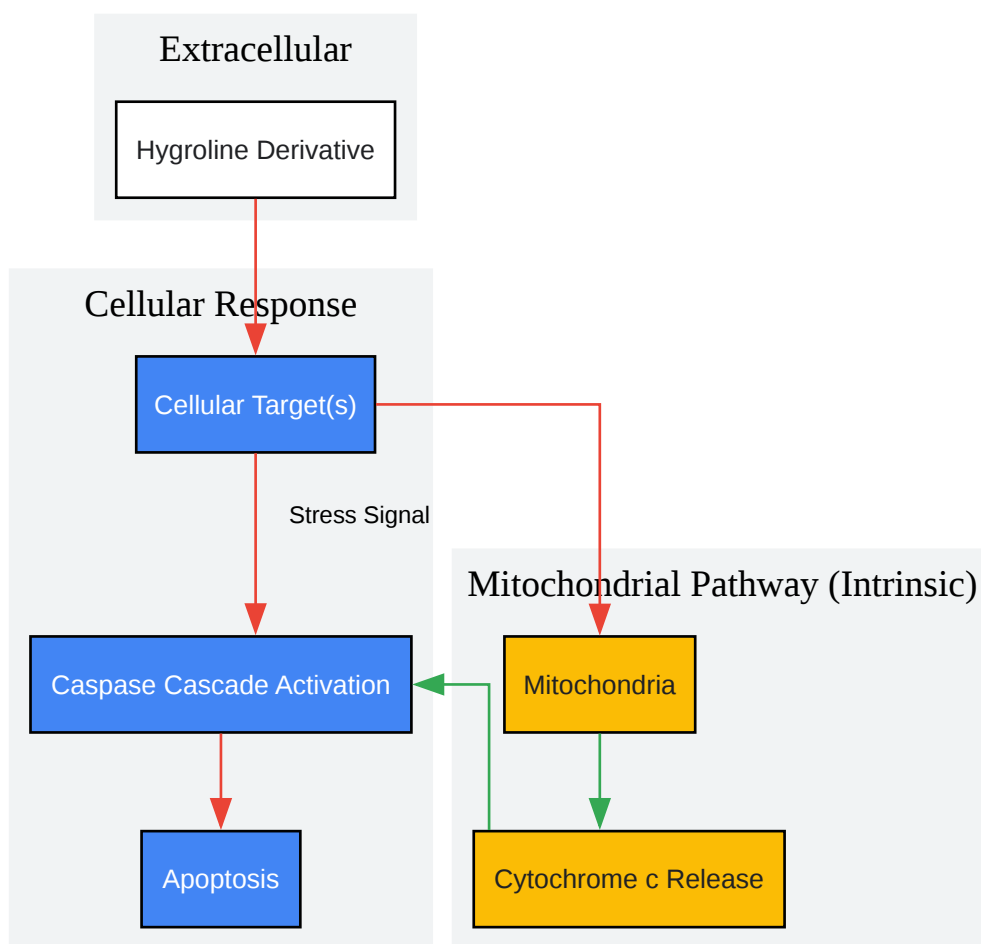 Extracellular
Hygroline Derivative
Cellular Response
Cellular Target(s)
Stress Signal
Mitochondrial Pathway (Intrinsic)
Caspase Cascade Activation
Mitochondria
Apoptosis
Cytochrome c Release